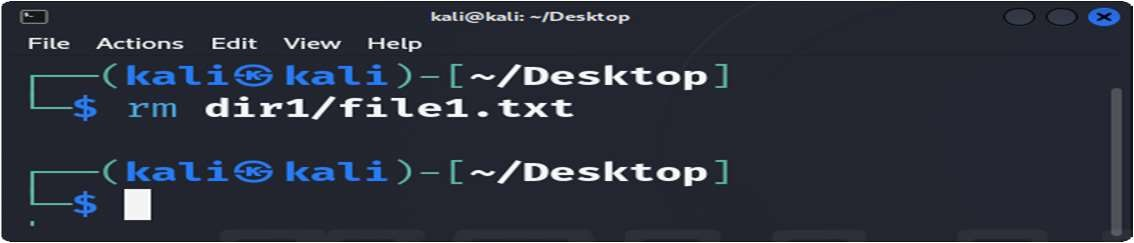 kali@kali: ~/Desktop
File Actions Edit View Help
┌──(kali㉿kali)-[~/Desktop]
└─$ rm dir1/file1.txt
┌──(kali㉿kali)-[~/Desktop]
└─$